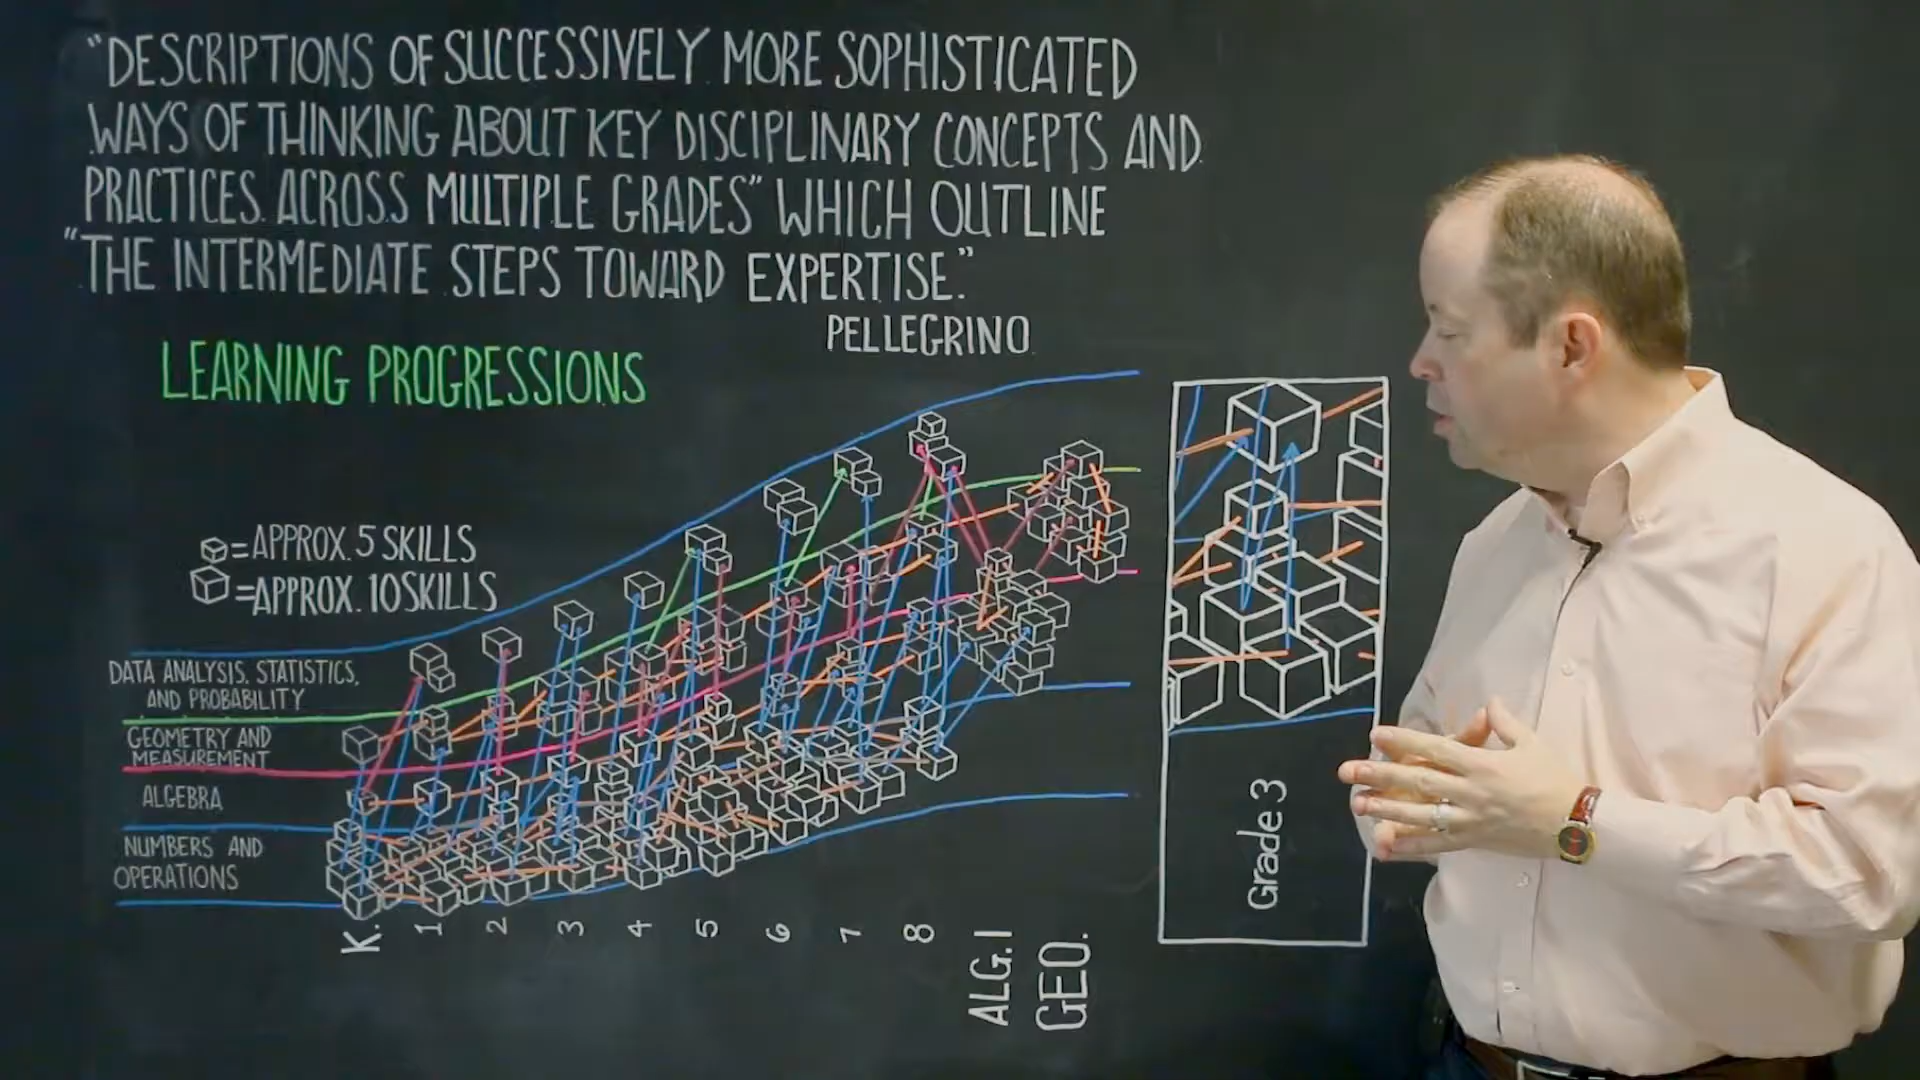 "DESCRIPTIONS OF SUCCESSIVELY MORE SOPHISTICATED
WAYS OF THINKING ABOUT KEY DISCIPLINARY CONCEPTS AND
PRACTICES ACROSS MULTIPLE GRADES" WHICH OUTLINE
"THE INTERMEDIATE STEPS TOWARD EXPERTISE."
PELLEGRINO
LEARNING PROGRESSIONS
=APPROX. 5 SKILLS
=APPROX. 10 SKILLS
DATA ANALYSIS, STATISTICS,
AND PROBABILITY
GEOMETRY AND
MEASUREMENT
ALGEBRA
NUMBERS AND
OPERATIONS
K.
1
2
3
4
5
6
7
8
ALG. I
GEO.
Grade 3